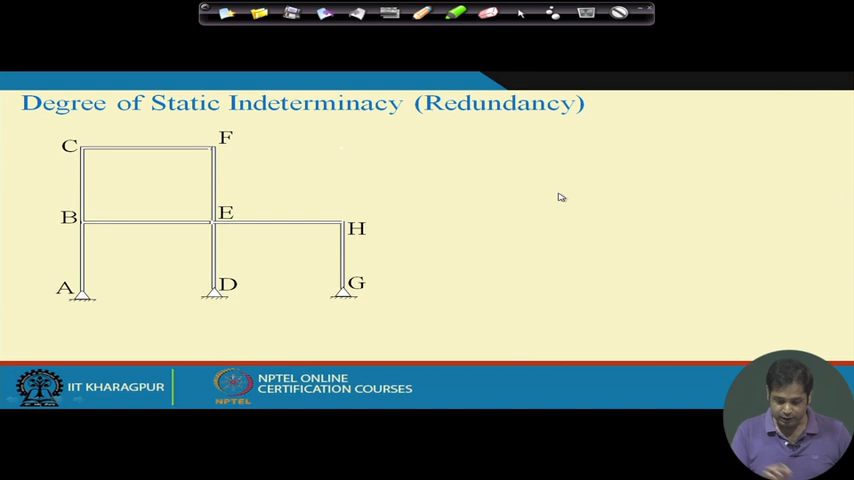 Degree of Static Indeterminacy (Redundancy)
C
F
B
E
H
A
D
G
IIT KHARAGPUR
NPTEL
NPTEL ONLINE
CERTIFICATION COURSES